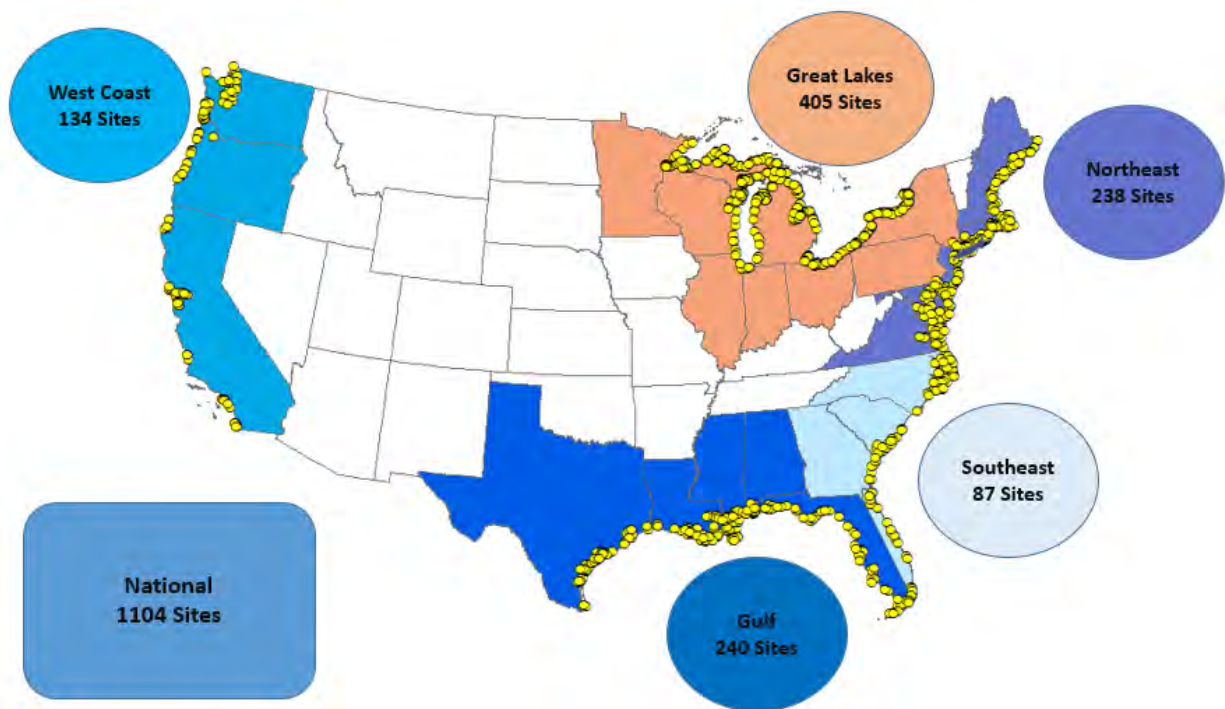 West Coast
134 Sites
Great Lakes
405 Sites
Northeast
238 Sites
Southeast
87 Sites
National
1104 Sites
Gulf
240 Sites